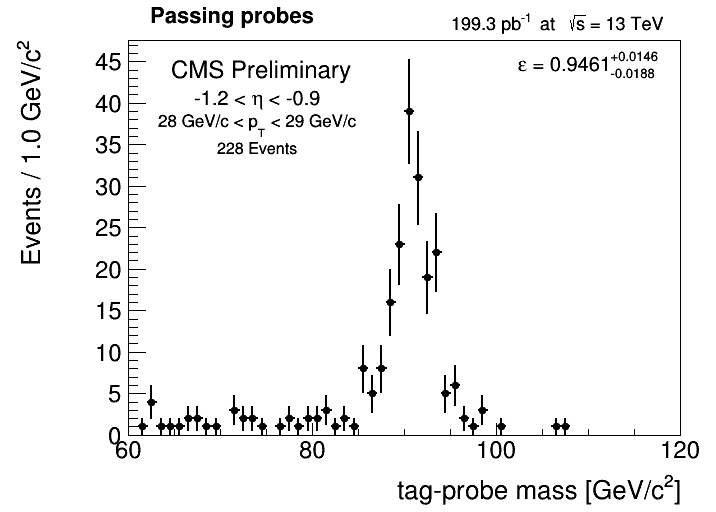 Passing probes
199.3 pb⁻¹ at √s = 13 TeV
CMS Preliminary
-1.2 < η < -0.9
28 GeV/c < p_T < 29 GeV/c
228 Events
ε = 0.9461 +0.0146 -0.0188
Events / 1.0 GeV/c²
45
40
35
30
25
20
15
10
5
0
60 80 100 120
tag-probe mass [GeV/c²]